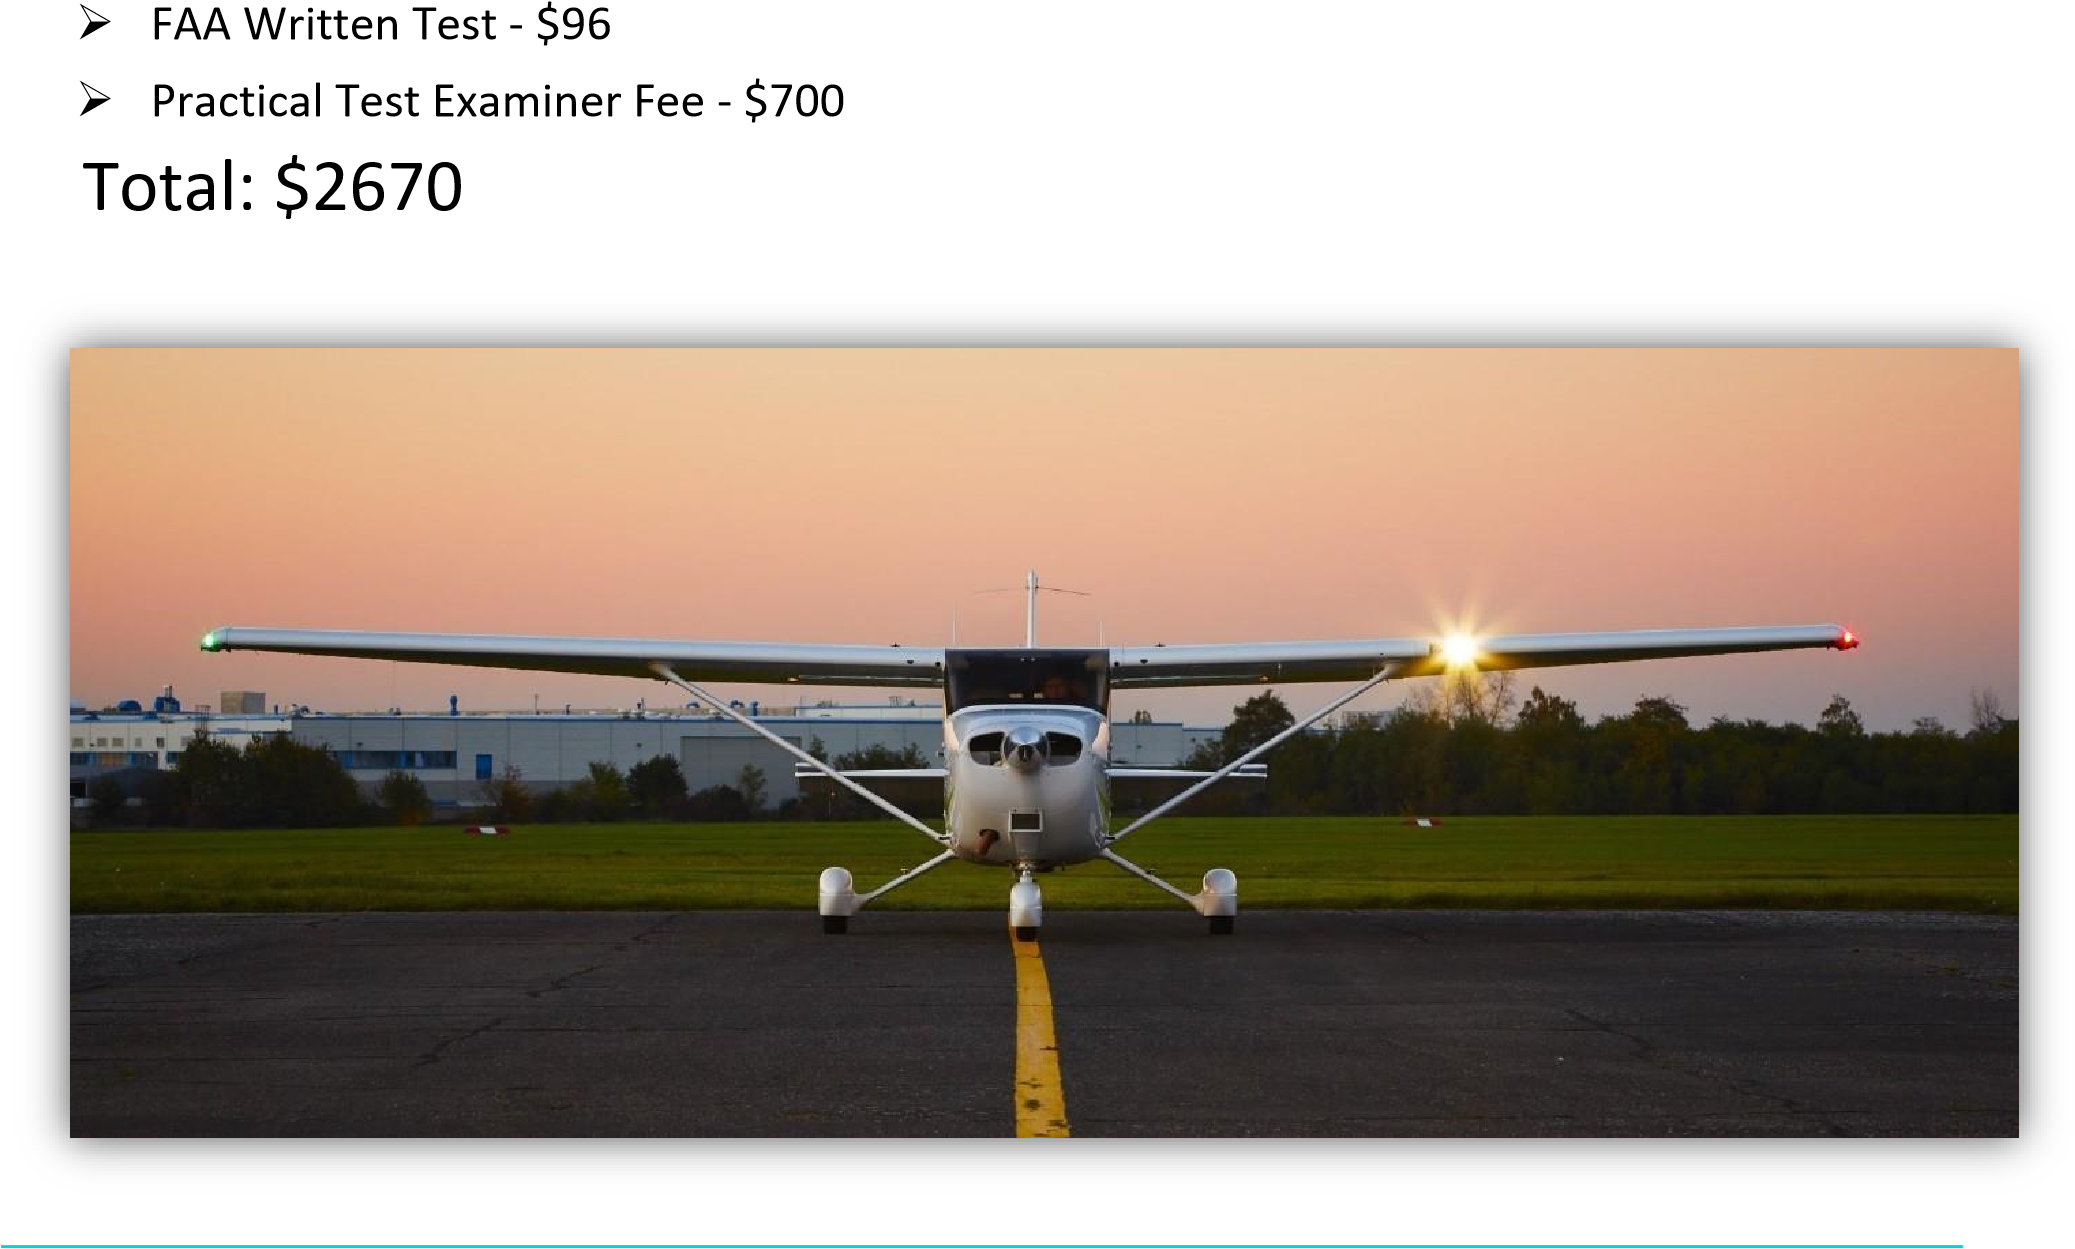 ➢ FAA Written Test - $96
➢ Practical Test Examiner Fee - $700
Total: $2670